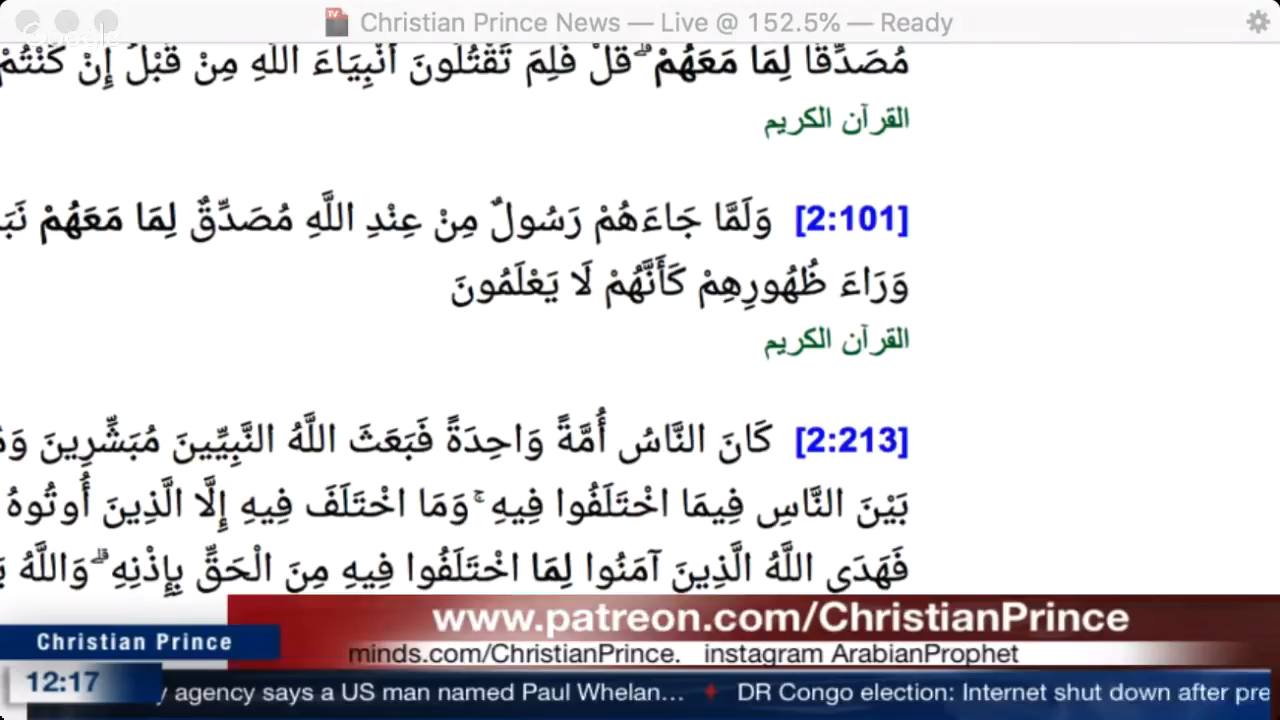 Christian Prince News — Live @ 152.5% — Ready
مُصَدِّقًا لِمَا مَعَهُمْ ۗ قُلْ فَلِمَ تَقْتُلُونَ أَنْبِيَاءَ اللَّهِ مِنْ قَبْلُ إِنْ كُنْتُمْ
القرآن الكريم
[2:101] وَلَمَّا جَاءَهُمْ رَسُولٌ مِنْ عِنْدِ اللَّهِ مُصَدِّقٌ لِمَا مَعَهُمْ
وَرَاءَ ظُهُورِهِمْ كَأَنَّهُمْ لَا يَعْلَمُونَ
القرآن الكريم
[2:213] كَانَ النَّاسُ أُمَّةً وَاحِدَةً فَبَعَثَ اللَّهُ النَّبِيِّينَ مُبَشِّرِينَ
بَيْنَ النَّاسِ فِيمَا اخْتَلَفُوا فِيهِ ۚ وَمَا اخْتَلَفَ فِيهِ إِلَّا الَّذِينَ أُوتُوهُ
فَهَدَى اللَّهُ الَّذِينَ آمَنُوا لِمَا اخْتَلَفُوا فِيهِ مِنَ الْحَقِّ بِإِذْنِهِ ۗ وَاللَّهُ
www.patreon.com/ChristianPrince
Christian Prince
minds.com/ChristianPrince. instagram ArabianProphet
12:17
y agency says a US man named Paul Whelan... DR Congo election: Internet shut down after pre